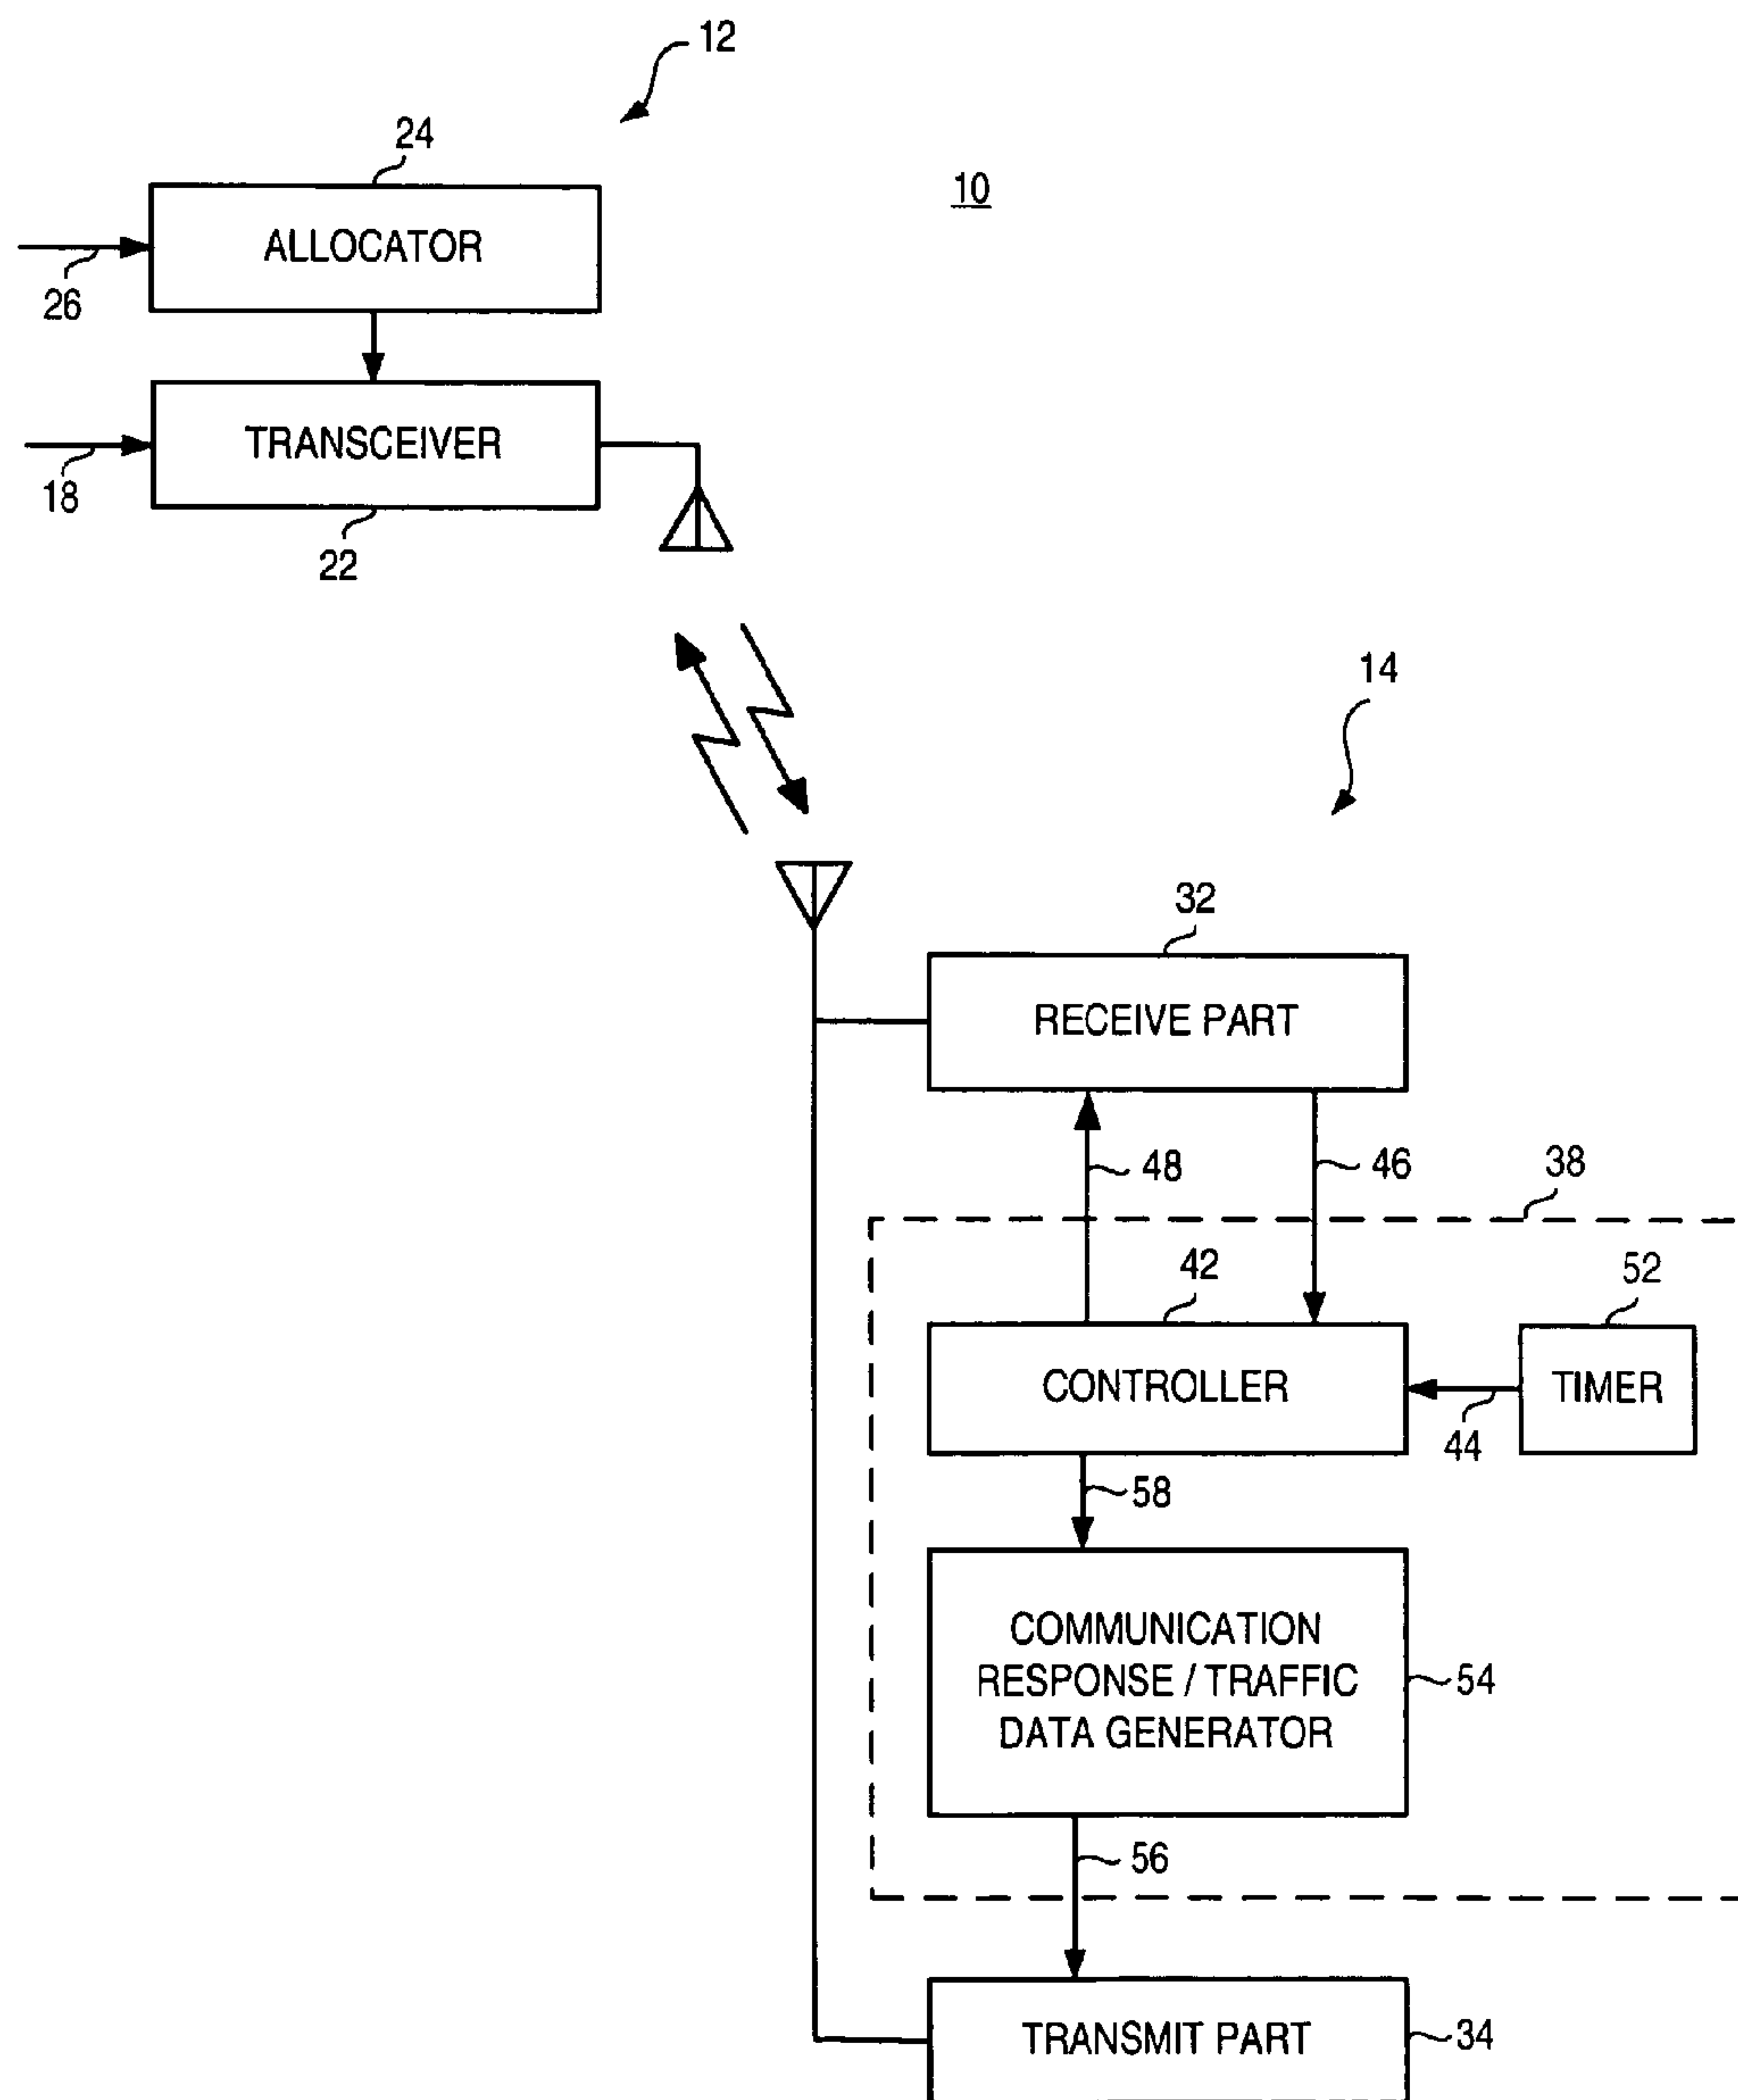 12
24
10
ALLOCATOR
26
TRANSCEIVER
18
22
14
32
RECEIVE PART
48
46
38
42
52
CONTROLLER
TIMER
44
58
COMMUNICATION
RESPONSE / TRAFFIC
DATA GENERATOR
54
56
TRANSMIT PART
34